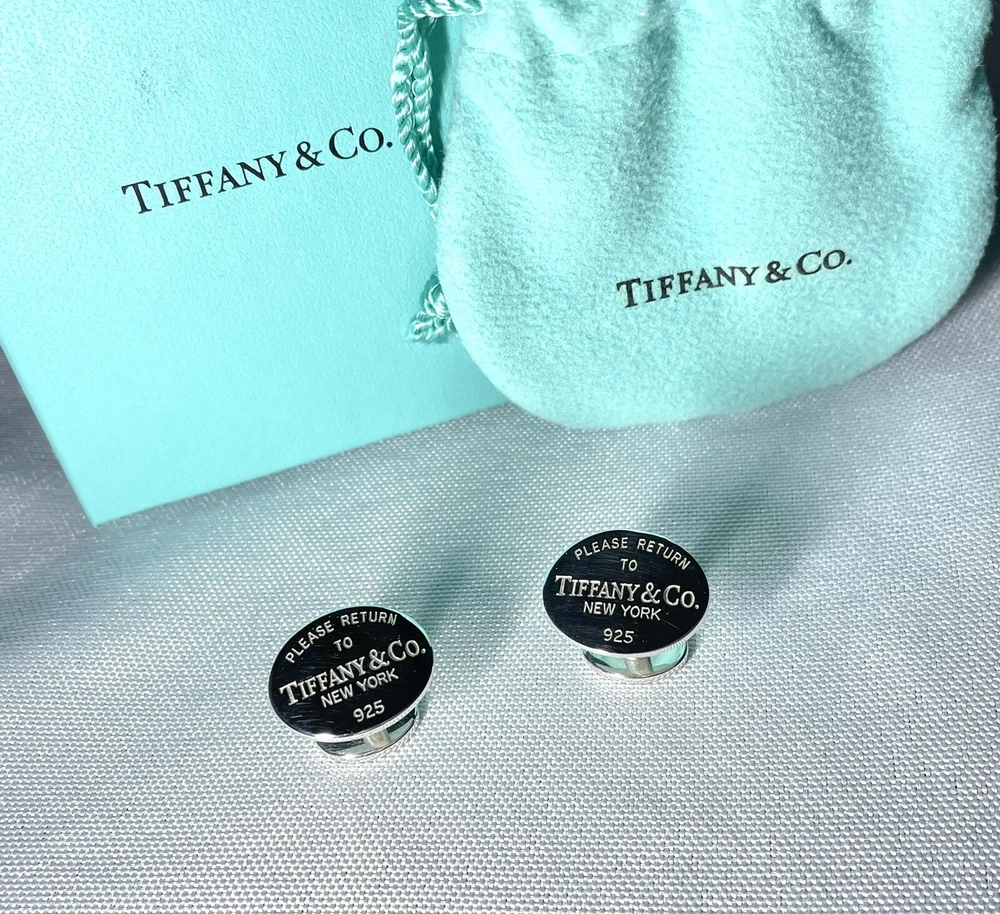 TIFFANY & CO.
TIFFANY & CO.
PLEASE RETURN
TO
TIFFANY & CO.
NEW YORK
925
PLEASE RETURN
TO
TIFFANY & CO.
NEW YORK
925